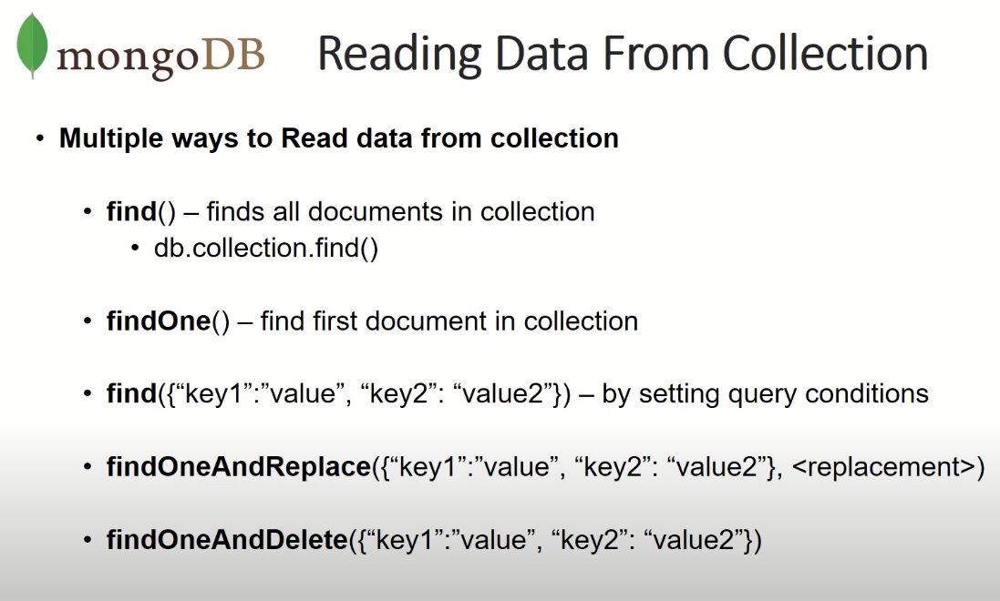 mongoDB
Reading Data From Collection
• Multiple ways to Read data from collection
• find() – finds all documents in collection
• db.collection.find()
• findOne() – find first document in collection
• find({“key1”:”value”, “key2”: “value2”}) – by setting query conditions
• findOneAndReplace({“key1”:”value”, “key2”: “value2”}, <replacement>)
• findOneAndDelete({“key1”:”value”, “key2”: “value2”})